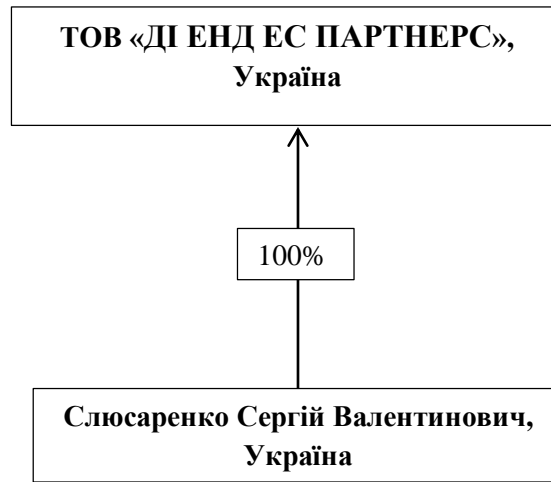 ТОВ «ДІ ЕНД ЕС ПАРТНЕРС»,
Україна
100%
Слюсаренко Сергій Валентинович,
Україна